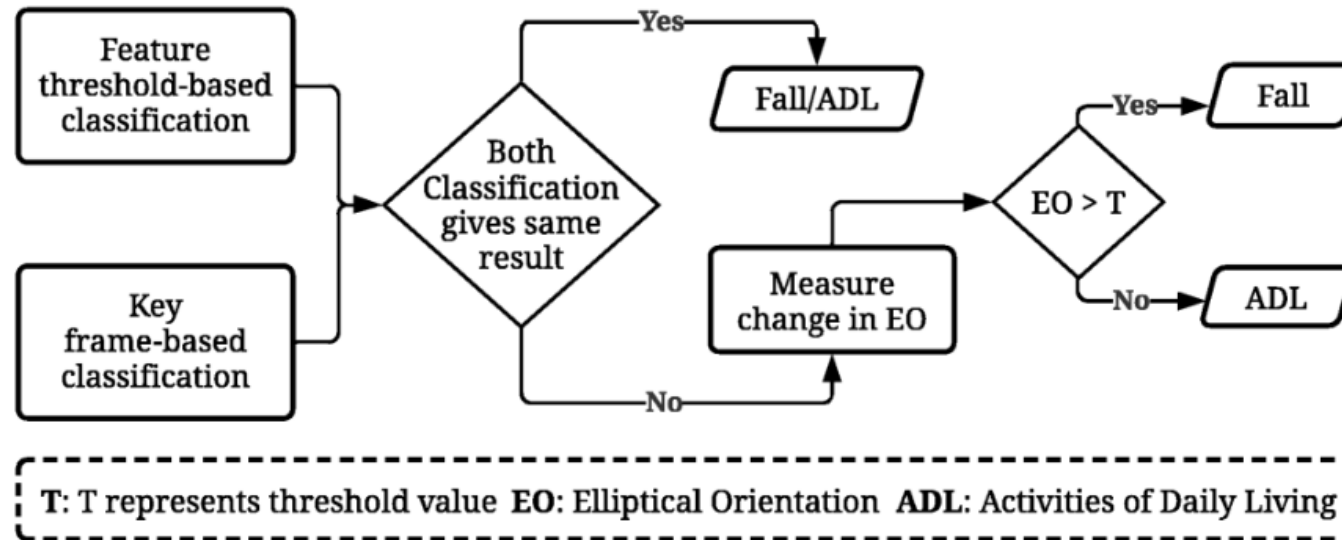 Feature
threshold-based
classification
Key
frame-based
classification
Both
Classification
gives same
result
Yes
Fall/ADL
No
Measure
change in EO
EO > T
Yes
Fall
No
ADL
T: T represents threshold value EO: Elliptical Orientation ADL: Activities of Daily Living